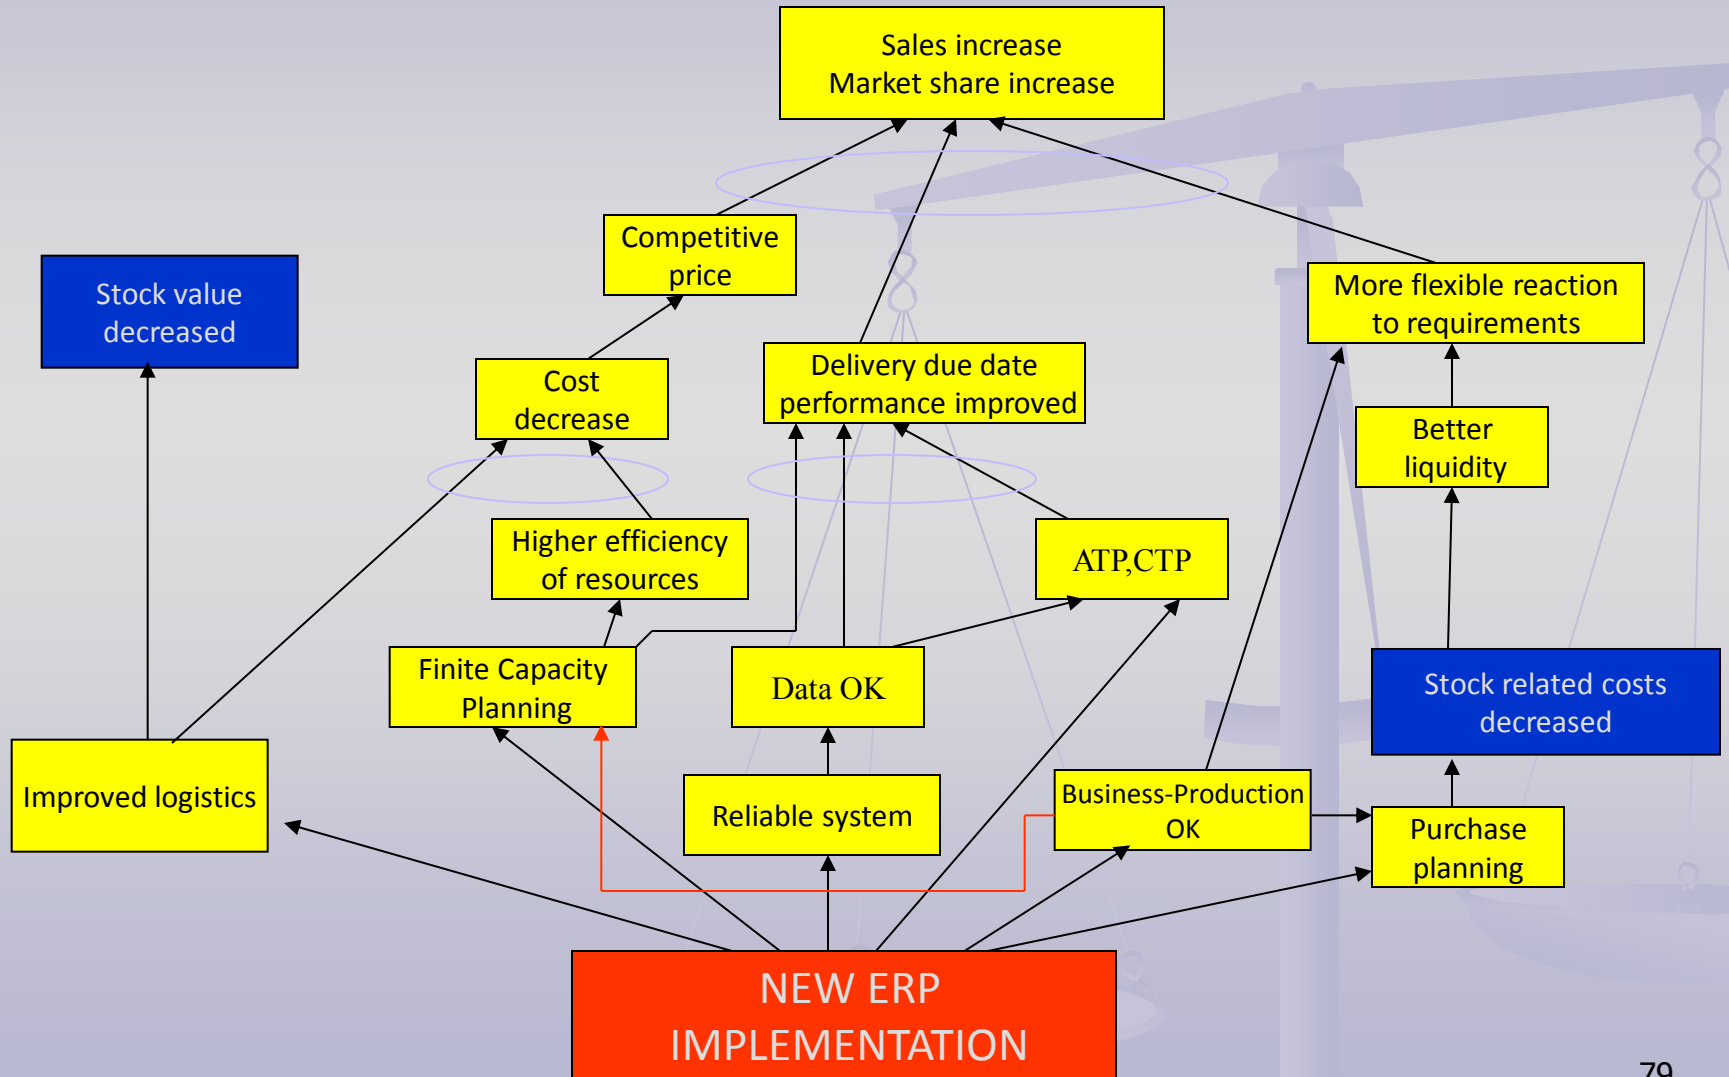 Sales increase
Market share increase
Competitive
price
Stock value
decreased
More flexible reaction
to requirements
Cost
decrease
Delivery due date
performance improved
Better
liquidity
Higher efficiency
of resources
ATP,CTP
Finite Capacity
Planning
Data OK
Stock related costs
decreased
Improved logistics
Reliable system
Business-Production
OK
Purchase
planning
NEW ERP
IMPLEMENTATION
79